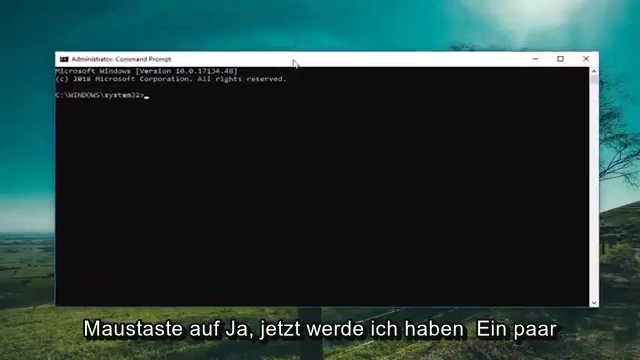 Administrator: Command Prompt
Microsoft Windows [Version 10.0.17134.48]
(c) 2018 Microsoft Corporation. All rights reserved.
C:\WINDOWS\system32>
Maustaste auf Ja, jetzt werde ich haben Ein paar